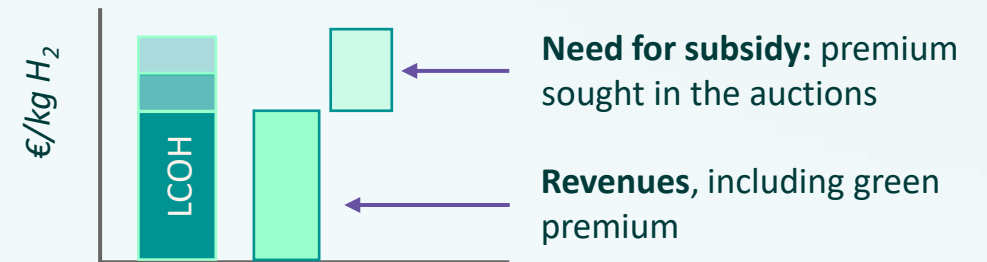 €/kg H₂
LCOH
Need for subsidy: premium
sought in the auctions
Revenues, including green
premium